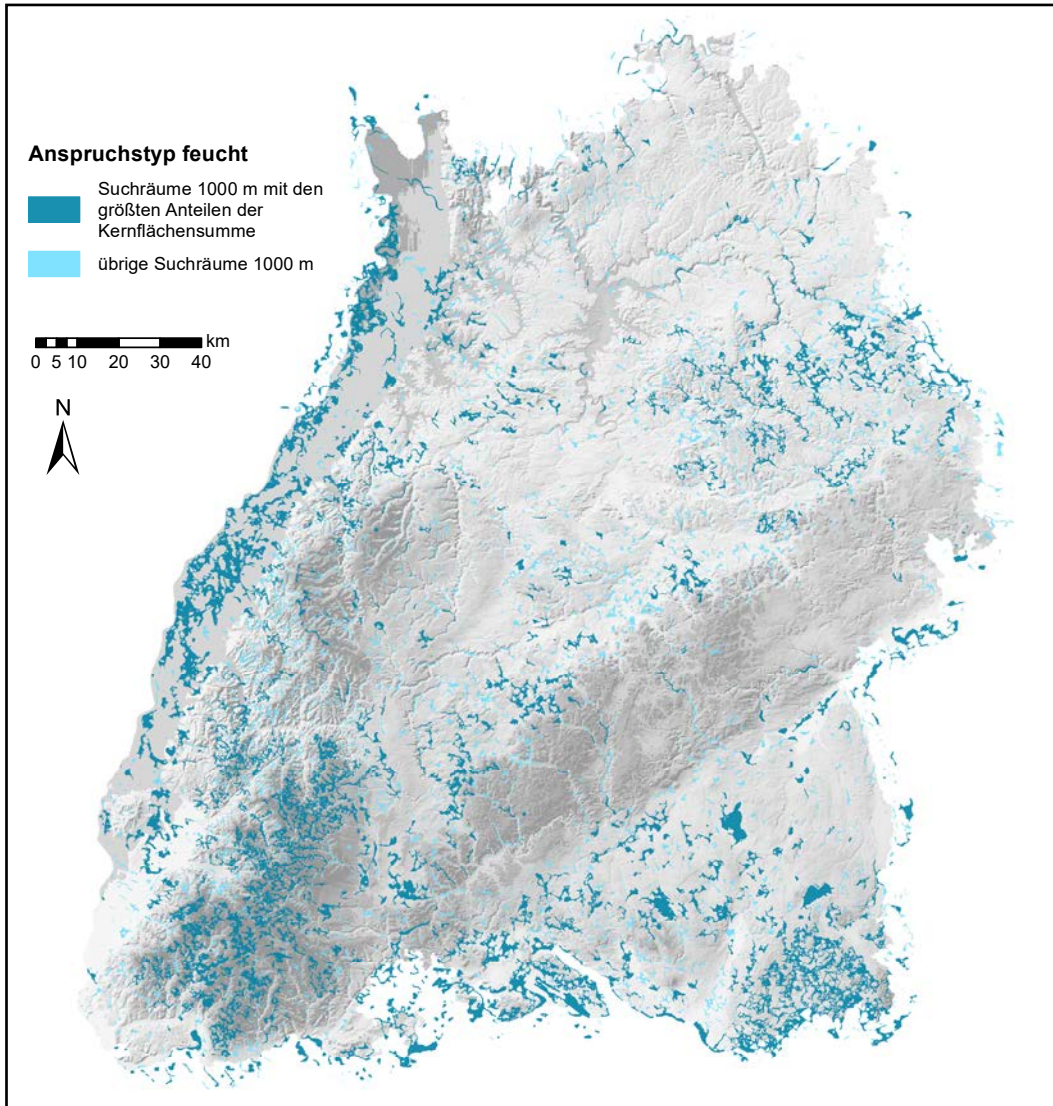 Anspruchstyp feucht
Suchräume 1000 m mit den
größten Anteilen der
Kernflächensumme
übrige Suchräume 1000 m
km
0 5 10 20 30 40
N